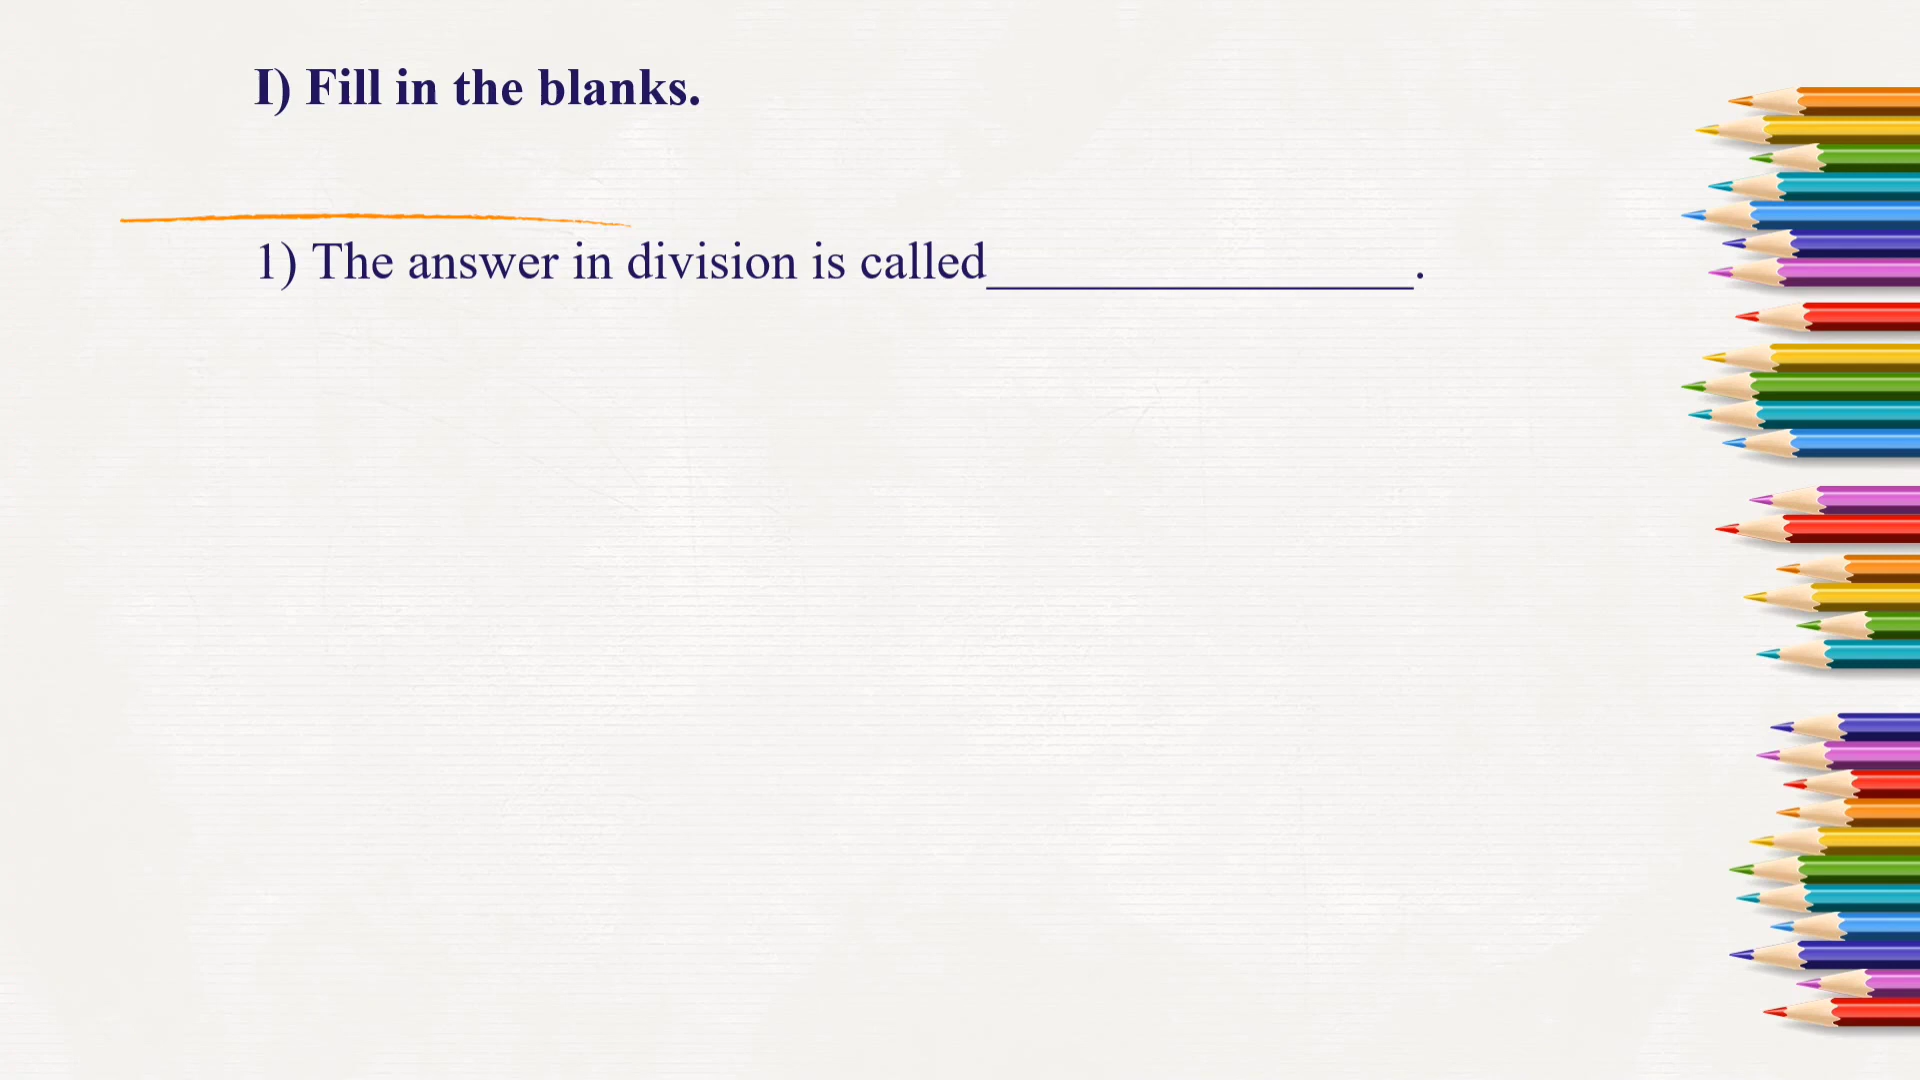 I) Fill in the blanks.
1) The answer in division is called________________.